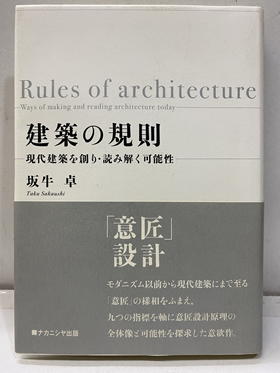 Rules of architecture
Ways of making and reading architecture today
建築の規則
現代建築を創り・読み解く可能性
坂牛 卓
Taku Sakaushi
「意匠」
設計
モダニズム以前から現代建築にまで至る
「意匠」の様相をふまえ、
九つの指標を軸に意匠設計原理の
全体像と可能性を探求した意欲作。
■ナカニシヤ出版